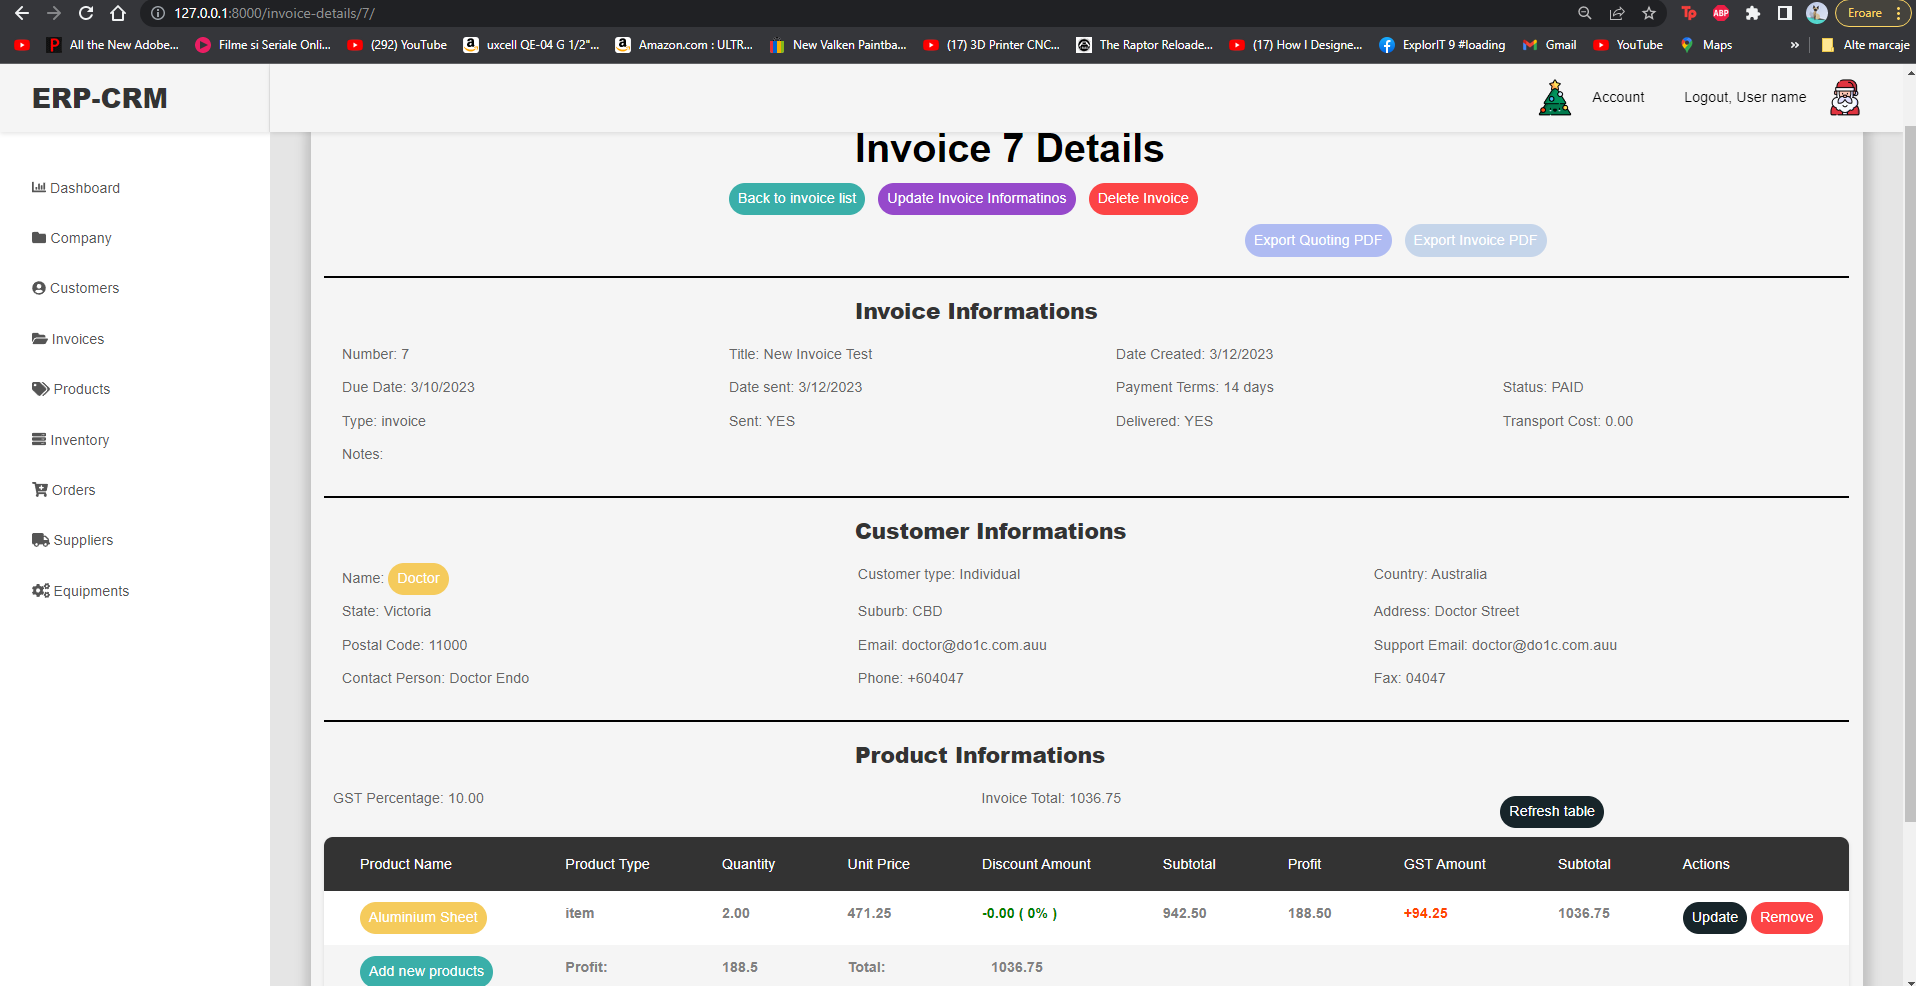 127.0.0.1:8000/invoice-details/7/ Eroare
All the New Adobe... Filme si Seriale Onli... (292) YouTube uxcell QE-04 G 1/2"... Amazon.com : ULTR... New Valken Paintba... (17) 3D Printer CNC... The Raptor Reloade... (17) How I Designe... ExplorIT 9 #loading Gmail YouTube Maps » Alte marcaje
ERP-CRM Account Logout, User name
Dashboard
Company
Customers
Invoices
Products
Inventory
Orders
Suppliers
Equipments
Invoice 7 Details
Back to invoice list Update Invoice Informatinos Delete Invoice
Export Quoting PDF Export Invoice PDF
Invoice Informations
Number: 7 Title: New Invoice Test Date Created: 3/12/2023
Due Date: 3/10/2023 Date sent: 3/12/2023 Payment Terms: 14 days Status: PAID
Type: invoice Sent: YES Delivered: YES Transport Cost: 0.00
Notes:
Customer Informations
Name: Doctor Customer type: Individual Country: Australia
State: Victoria Suburb: CBD Address: Doctor Street
Postal Code: 11000 Email: doctor@do1c.com.auu Support Email: doctor@do1c.com.auu
Contact Person: Doctor Endo Phone: +604047 Fax: 04047
Product Informations
GST Percentage: 10.00 Invoice Total: 1036.75 Refresh table
Product Name Product Type Quantity Unit Price Discount Amount Subtotal Profit GST Amount Subtotal Actions
Aluminium Sheet item 2.00 471.25 -0.00 ( 0% ) 942.50 188.50 +94.25 1036.75 Update Remove
Add new products Profit: 188.5 Total: 1036.75